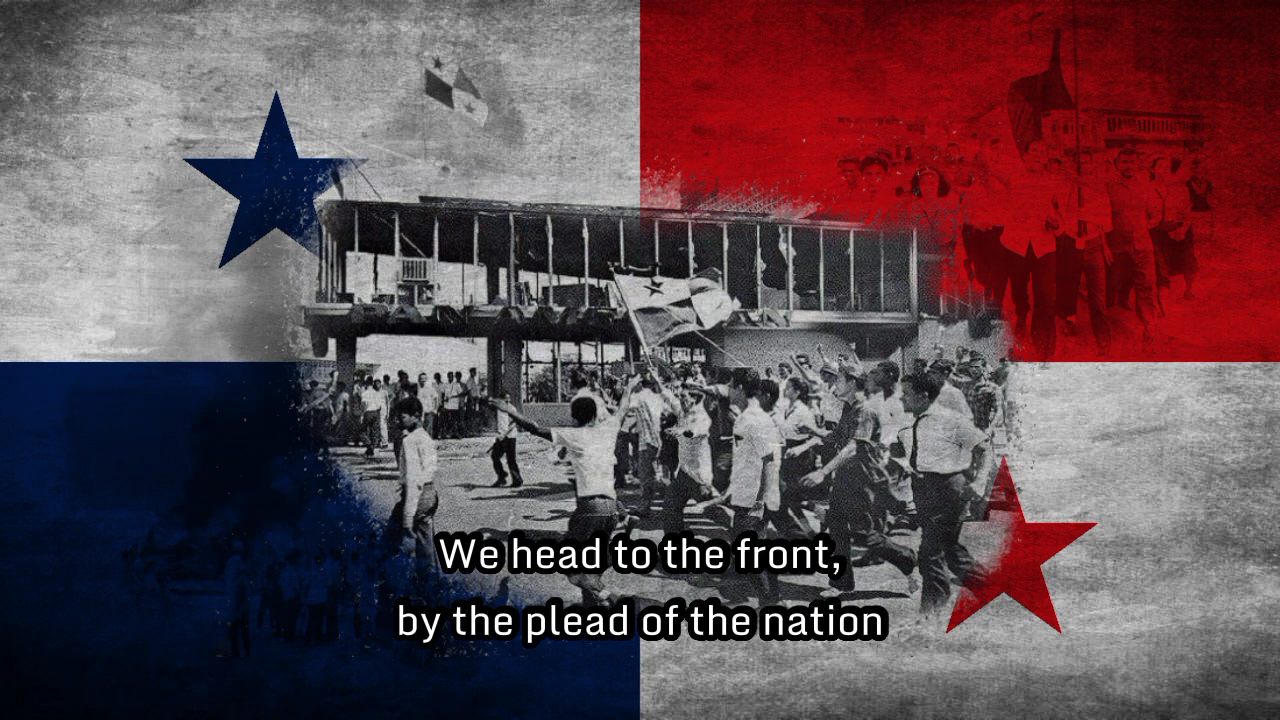 We head to the front,
by the plead of the nation